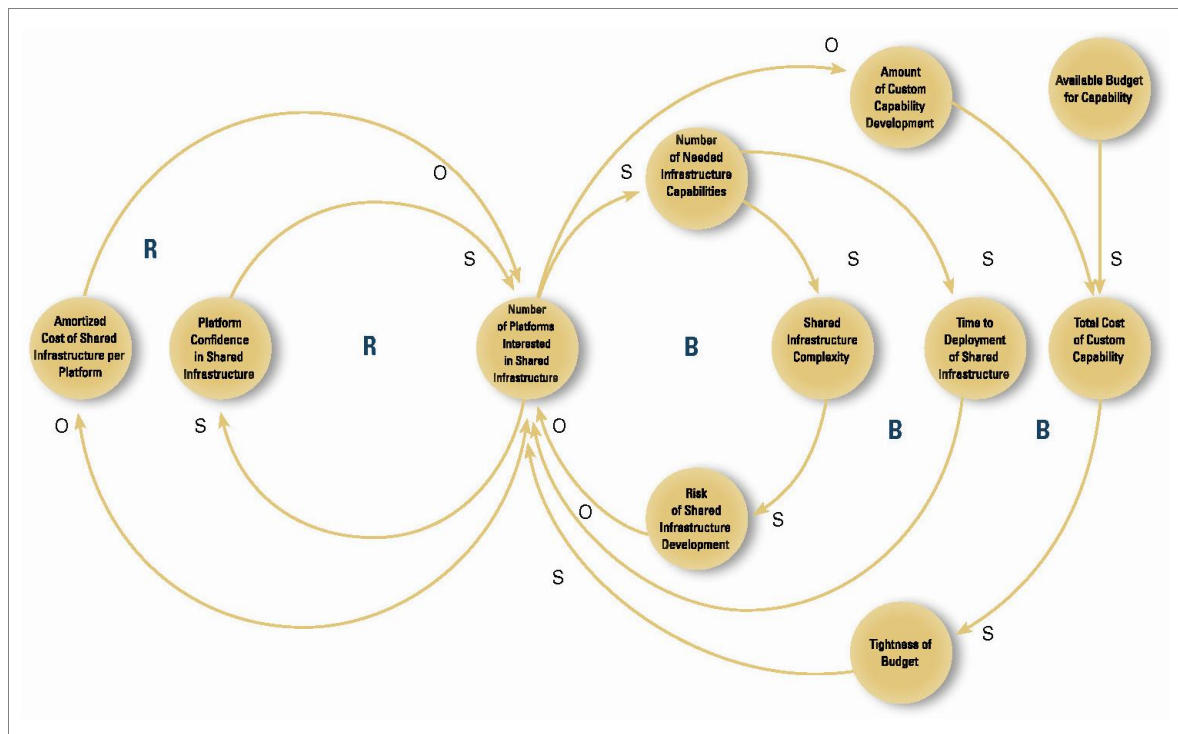 O
Amount
of Custom
Capability
Development
Available Budget
for Capability
Number
of Needed
Infrastructure
Capabilities
S
O
S
R
S
S
S
Amortized
Cost of Shared
Infrastructure per
Platform
Platform
Confidence
in Shared
Infrastructure
R
Number
of Platforms
Interested
in Shared
Infrastructure
B
Shared
Infrastructure
Complexity
Time to
Deployment
of Shared
Infrastructure
Total Cost
of Custom
Capability
O
S
O
B
B
Risk
of Shared
Infrastructure
Development
S
O
S
S
Tightness of
Budget